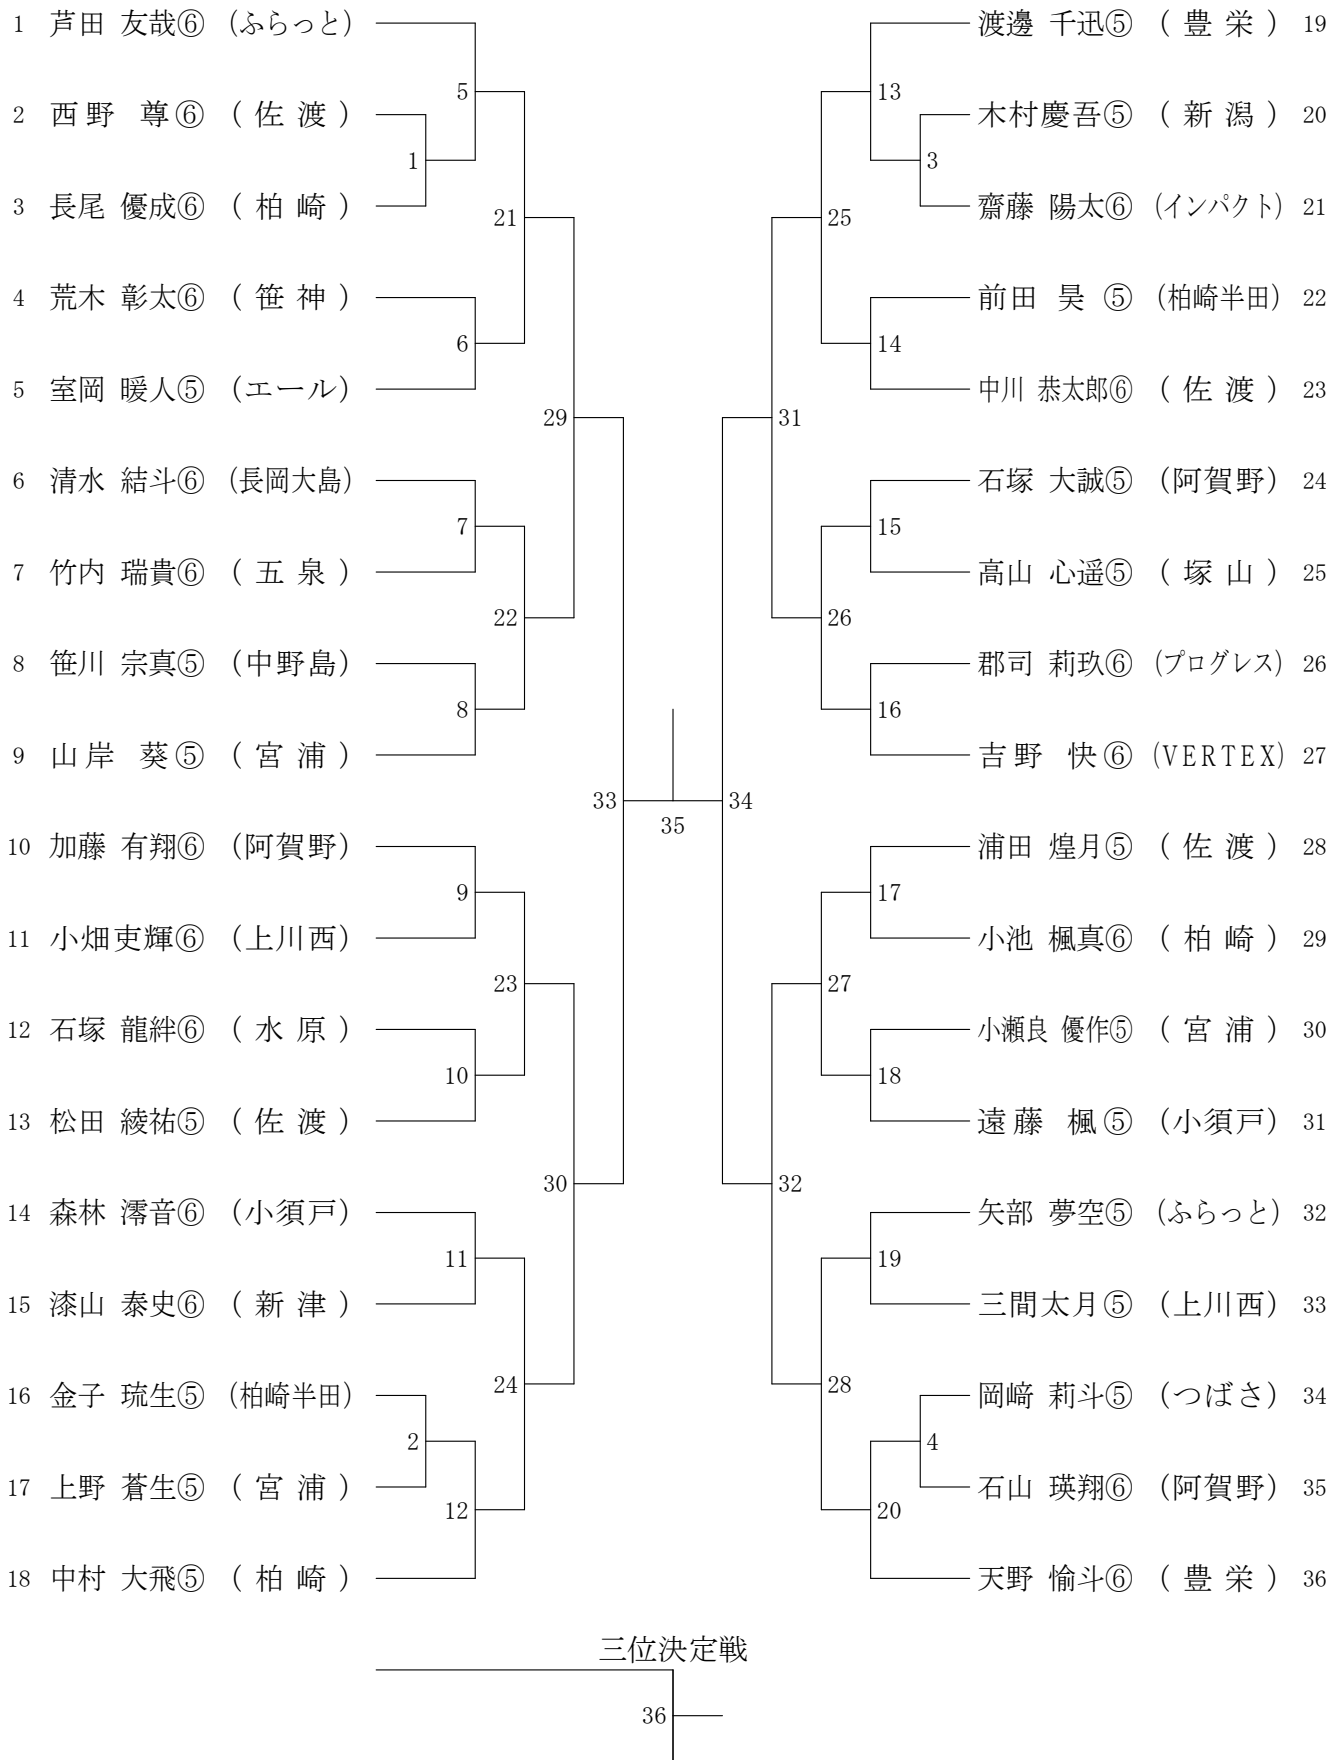 1 芦田 友哉⑥ (ふらっと)
2 西野 尊⑥ (佐渡)
3 長尾 優成⑥ (柏崎)
4 荒木 彰太⑥ (笹神)
5 室岡 暖人⑤ (エール)
6 清水 結斗⑥ (長岡大島)
7 竹内 瑞貴⑥ (五泉)
8 笹川 宗真⑤ (中野島)
9 山岸 葵⑤ (宮浦)
10 加藤 有翔⑥ (阿賀野)
11 小畑吏輝⑥ (上川西)
12 石塚 龍絆⑥ (水原)
13 松田 綾祐⑤ (佐渡)
14 森林 澪音⑥ (小須戸)
15 漆山 泰史⑥ (新津)
16 金子 琉生⑤ (柏崎半田)
17 上野 蒼生⑤ (宮浦)
18 中村 大飛⑤ (柏崎)
5
1
21
6
29
7
22
8
33
9
23
10
30
11
24
2
12
35
渡邊 千迅⑤ (豊栄) 19
木村慶吾⑤ (新潟) 20
齋藤 陽太⑥ (インパクト) 21
前田 昊⑤ (柏崎半田) 22
中川 恭太郎⑥ (佐渡) 23
石塚 大誠⑤ (阿賀野) 24
高山 心遥⑤ (塚山) 25
郡司 莉玖⑥ (プログレス) 26
吉野 快⑥ (VERTEX) 27
浦田 煌月⑤ (佐渡) 28
小池 楓真⑥ (柏崎) 29
小瀬良 優作⑤ (宮浦) 30
遠藤 楓⑤ (小須戸) 31
矢部 夢空⑤ (ふらっと) 32
三間太月⑤ (上川西) 33
岡﨑 莉斗⑤ (つばさ) 34
石山 瑛翔⑥ (阿賀野) 35
天野 愉斗⑥ (豊栄) 36
13
3
25
14
31
15
26
16
34
17
27
18
32
19
28
4
20
三位決定戦
36